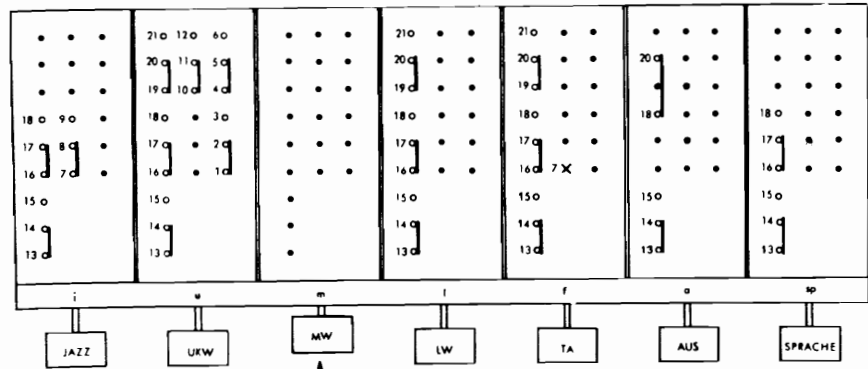 21 12 6 21 21
20 11 5 20 20 20
19 10 4 19 19
18 9 18 3 18 18 18 18
17 8 17 2 17 17 17
16 7 16 1 16 16 7 X 16
15 15 15 15 15 15
14 14 14 14 14 14
13 13 13 13 13 13
i u m l f a sp
JAZZ UKW MW LW TA AUS SPRACHE